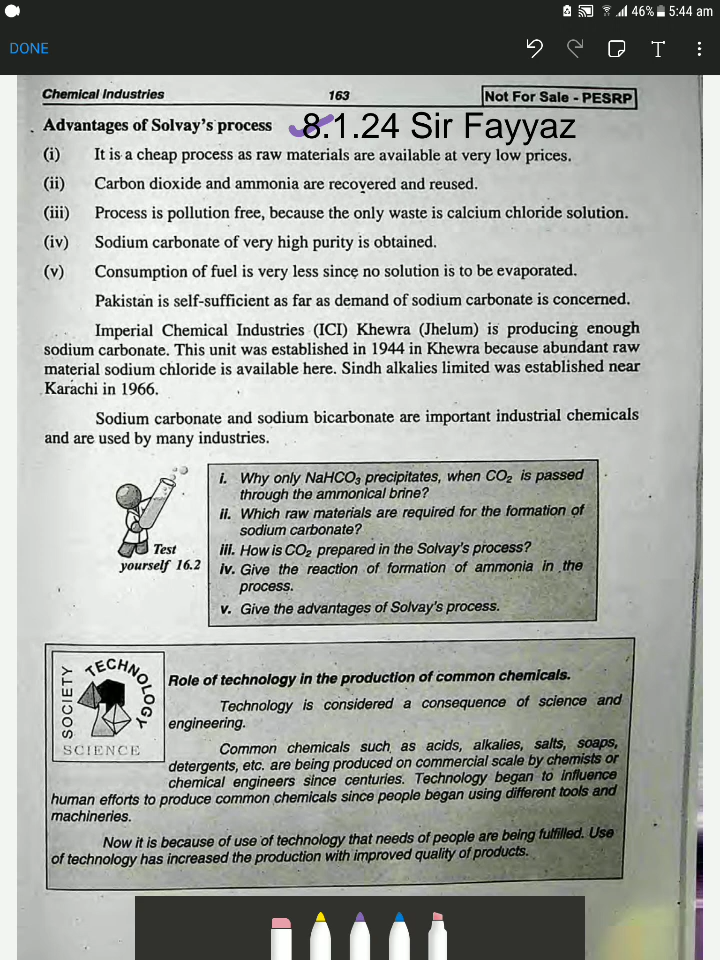 46% 5:44 am
DONE
T
Chemical Industries 163 Not For Sale - PESRP
Advantages of Solvay's process 8.1.24 Sir Fayyaz
(i) It is a cheap process as raw materials are available at very low prices.
(ii) Carbon dioxide and ammonia are recovered and reused.
(iii) Process is pollution free, because the only waste is calcium chloride solution.
(iv) Sodium carbonate of very high purity is obtained.
(v) Consumption of fuel is very less since no solution is to be evaporated.
Pakistan is self-sufficient as far as demand of sodium carbonate is concerned.
Imperial Chemical Industries (ICI) Khewra (Jhelum) is producing enough
sodium carbonate. This unit was established in 1944 in Khewra because abundant raw
material sodium chloride is available here. Sindh alkalies limited was established near
Karachi in 1966.
Sodium carbonate and sodium bicarbonate are important industrial chemicals
and are used by many industries.
Test
yourself 16.2
i. Why only NaHCO₃ precipitates, when CO₂ is passed
through the ammonical brine?
ii. Which raw materials are required for the formation of
sodium carbonate?
iii. How is CO₂ prepared in the Solvay's process?
iv. Give the reaction of formation of ammonia in the
process.
v. Give the advantages of Solvay's process.
SOCIETY
TECHNOLOGY
SCIENCE
Role of technology in the production of common chemicals.
Technology is considered a consequence of science and
engineering.
Common chemicals such as acids, alkalies, salts, soaps,
detergents, etc. are being produced on commercial scale by chemists or
chemical engineers since centuries. Technology began to influence
human efforts to produce common chemicals since people began using different tools and
machineries.
Now it is because of use of technology that needs of people are being fulfilled. Use
of technology has increased the production with improved quality of products.